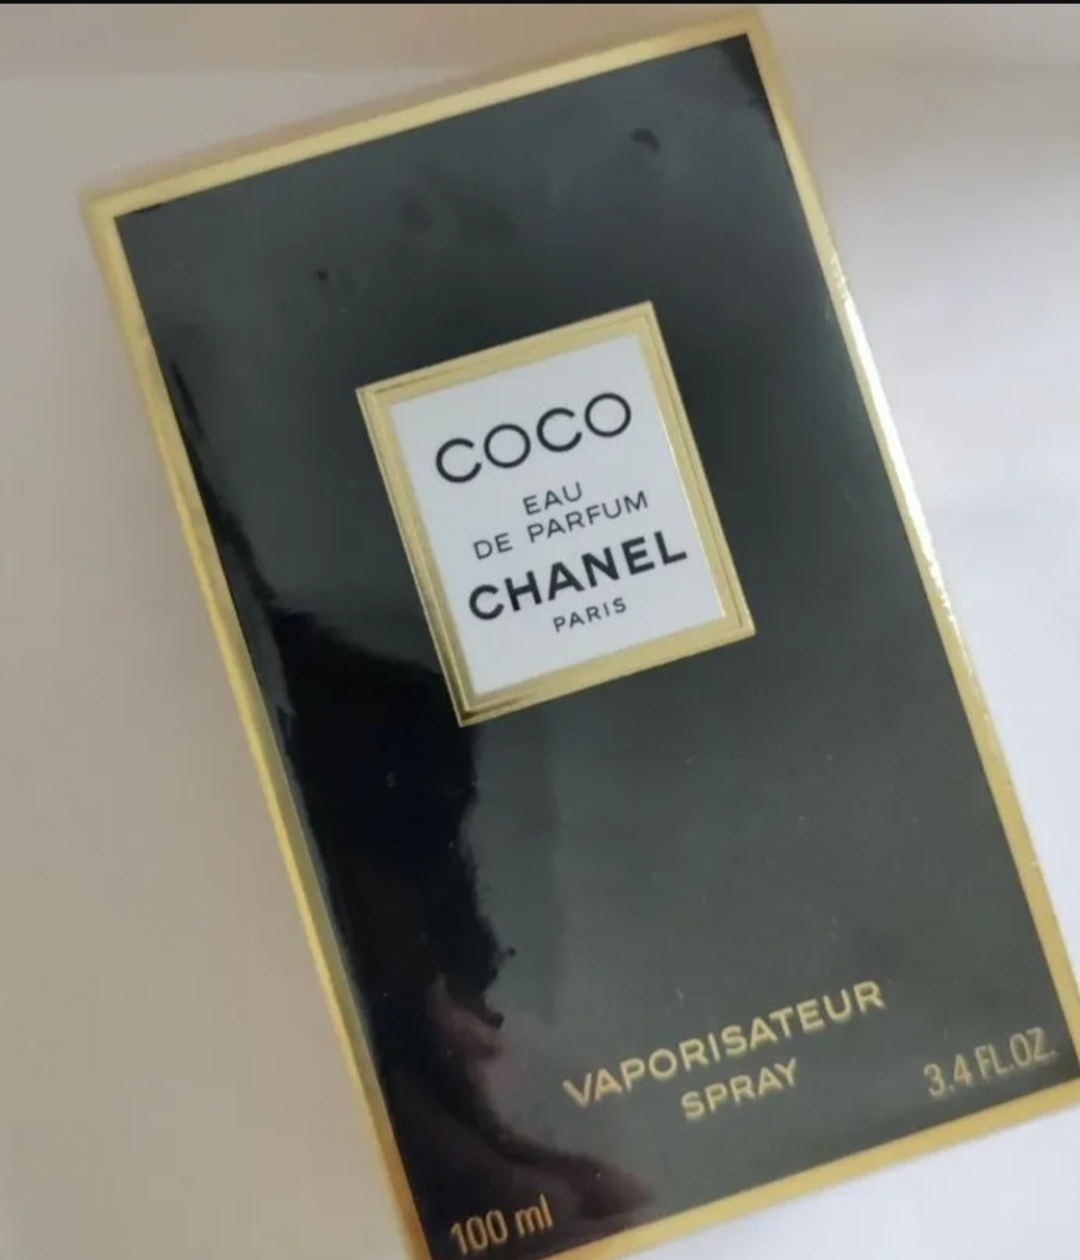 COCO
EAU
DE PARFUM
CHANEL
PARIS
VAPORISATEUR
SPRAY
3.4 FL.OZ.
100 ml